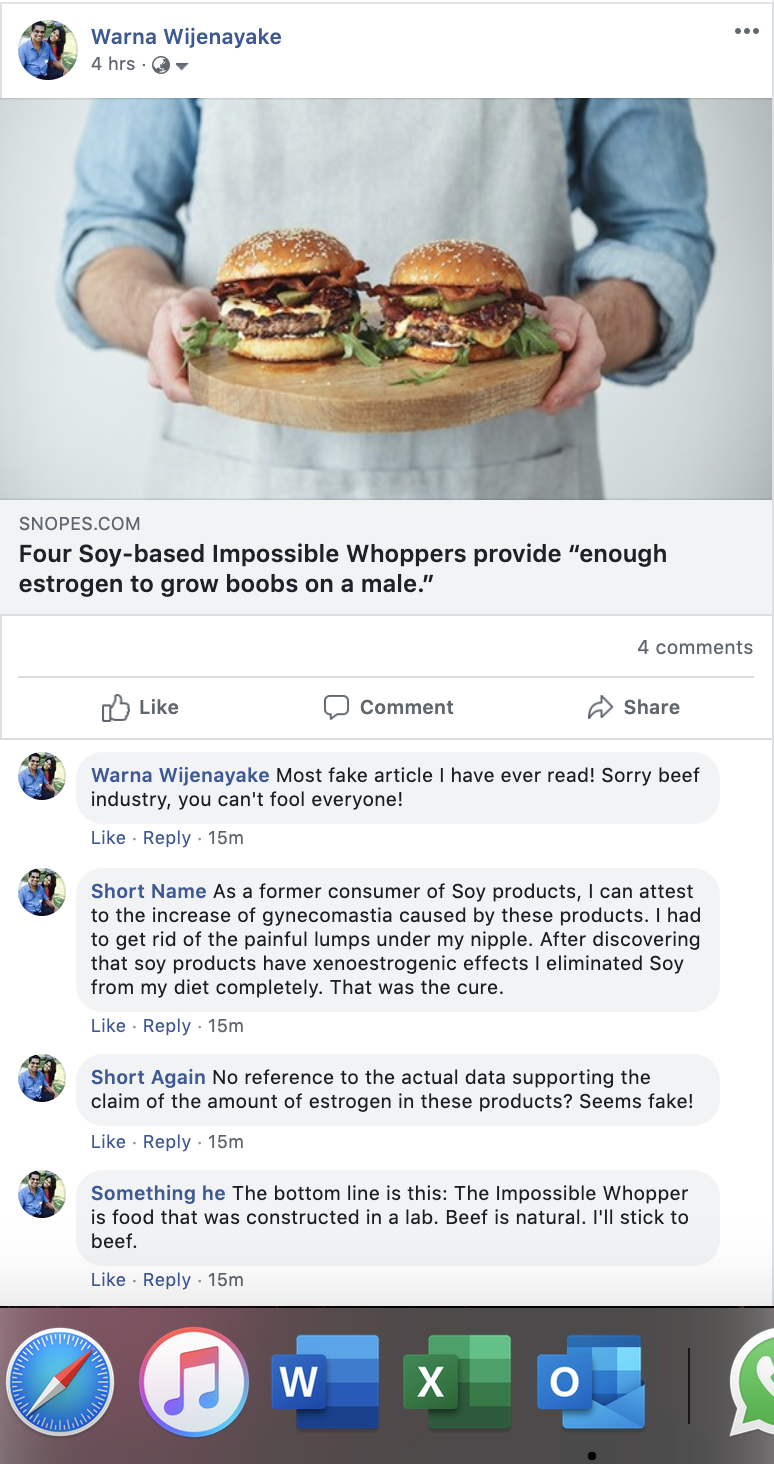 Warna Wijenayake
4 hrs ·
SNOPES.COM
Four Soy-based Impossible Whoppers provide “enough
estrogen to grow boobs on a male.”
4 comments
Like Comment Share
Warna Wijenayake Most fake article I have ever read! Sorry beef
industry, you can't fool everyone!
Like · Reply · 15m
Short Name As a former consumer of Soy products, I can attest
to the increase of gynecomastia caused by these products. I had
to get rid of the painful lumps under my nipple. After discovering
that soy products have xenoestrogenic effects I eliminated Soy
from my diet completely. That was the cure.
Like · Reply · 15m
Short Again No reference to the actual data supporting the
claim of the amount of estrogen in these products? Seems fake!
Like · Reply · 15m
Something he The bottom line is this: The Impossible Whopper
is food that was constructed in a lab. Beef is natural. I'll stick to
beef.
Like · Reply · 15m
W X O